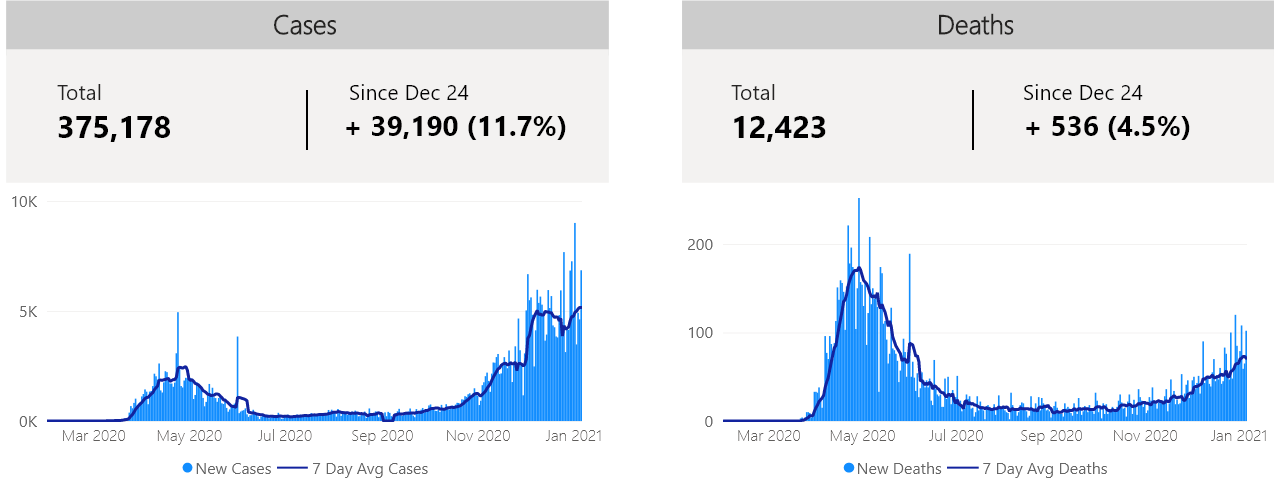 Cases
Total
Since Dec 24
375,178
+ 39,190 (11.7%)
10K
5K
0K
Mar 2020 May 2020 Jul 2020 Sep 2020 Nov 2020 Jan 2021
New Cases 7 Day Avg Cases
Deaths
Total
Since Dec 24
12,423
+ 536 (4.5%)
200
100
0
Mar 2020 May 2020 Jul 2020 Sep 2020 Nov 2020 Jan 2021
New Deaths 7 Day Avg Deaths